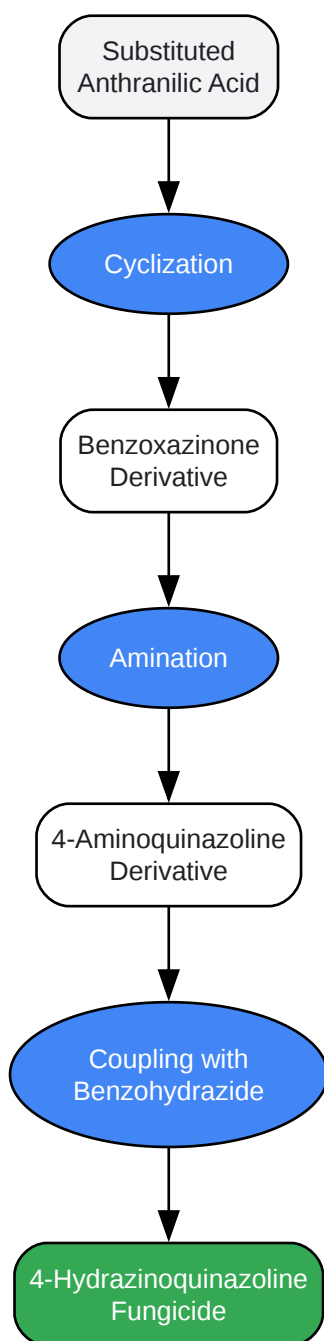 Substituted
Anthranilic Acid
Cyclization
Benzoxazinone
Derivative
Amination
4-Aminoquinazoline
Derivative
Coupling with
Benzohydrazide
4-Hydrazinoquinazoline
Fungicide